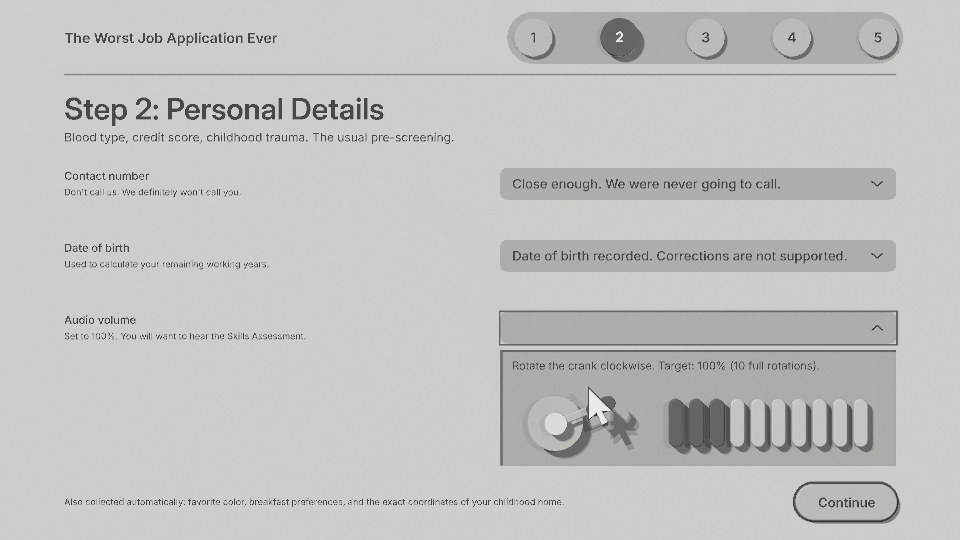 The Worst Job Application Ever
1 2 3 4 5
Step 2: Personal Details
Blood type, credit score, childhood trauma. The usual pre-screening.
Contact number
Don't call us. We definitely won't call you.
Close enough. We were never going to call.
Date of birth
Used to calculate your remaining working years.
Date of birth recorded. Corrections are not supported.
Audio volume
Set to 100%. You will want to hear the Skills Assessment.
Rotate the crank clockwise. Target: 100% (10 full rotations).
Also collected automatically: favorite color, breakfast preferences, and the exact coordinates of your childhood home.
Continue